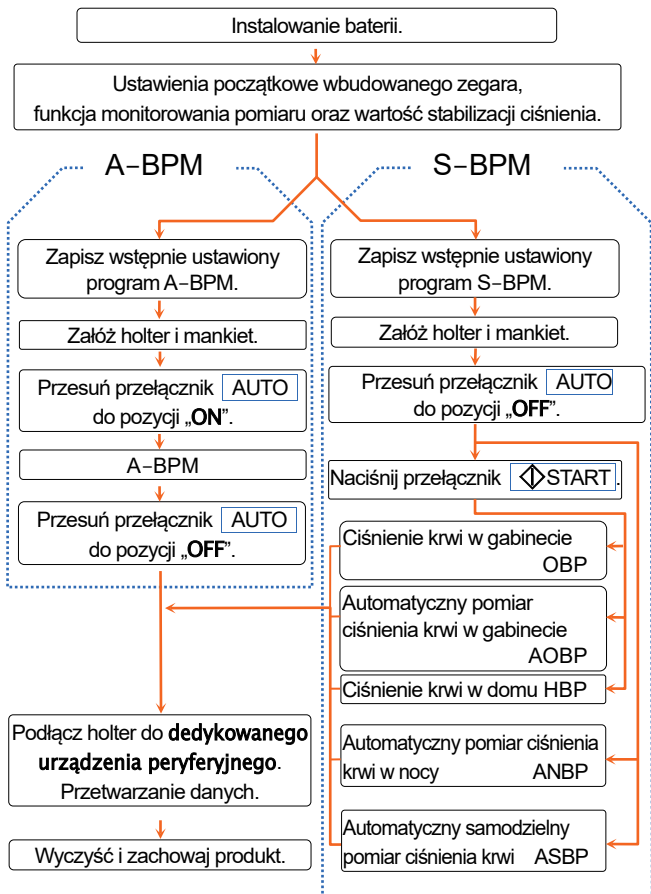 Instalowanie baterii.
Ustawienia początkowe wbudowanego zegara,
funkcja monitorowania pomiaru oraz wartość stabilizacji ciśnienia.
A–BPM
Zapisz wstępnie ustawiony
program A–BPM.
Załóż holter i mankiet.
Przesuń przełącznik AUTO
do pozycji „ON”.
A–BPM
Przesuń przełącznik AUTO
do pozycji „OFF”.
S–BPM
Zapisz wstępnie ustawiony
program S–BPM.
Załóż holter i mankiet.
Przesuń przełącznik AUTO
do pozycji „OFF”.
Naciśnij przełącznik START.
Ciśnienie krwi w gabinecie
OBP
Automatyczny pomiar
ciśnienia krwi w gabinecie
AOBP
Ciśnienie krwi w domu HBP
Automatyczny pomiar ciśnienia
krwi w nocy ANBP
Automatyczny samodzielny
pomiar ciśnienia krwi ASBP
Podłącz holter do dedykowanego
urządzenia peryferyjnego.
Przetwarzanie danych.
Wyczyść i zachowaj produkt.